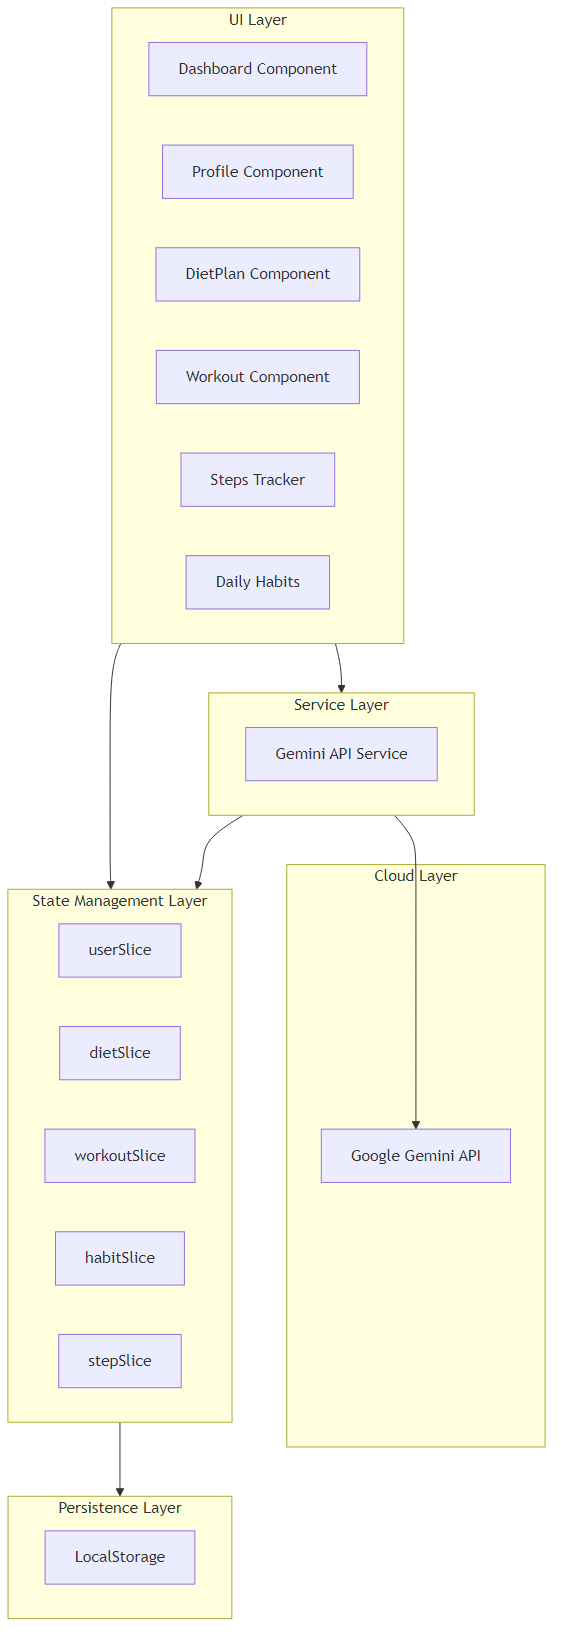 UI Layer
Dashboard Component
Profile Component
DietPlan Component
Workout Component
Steps Tracker
Daily Habits
Service Layer
Gemini API Service
Cloud Layer
Google Gemini API
State Management Layer
userSlice
dietSlice
workoutSlice
habitSlice
stepSlice
Persistence Layer
LocalStorage